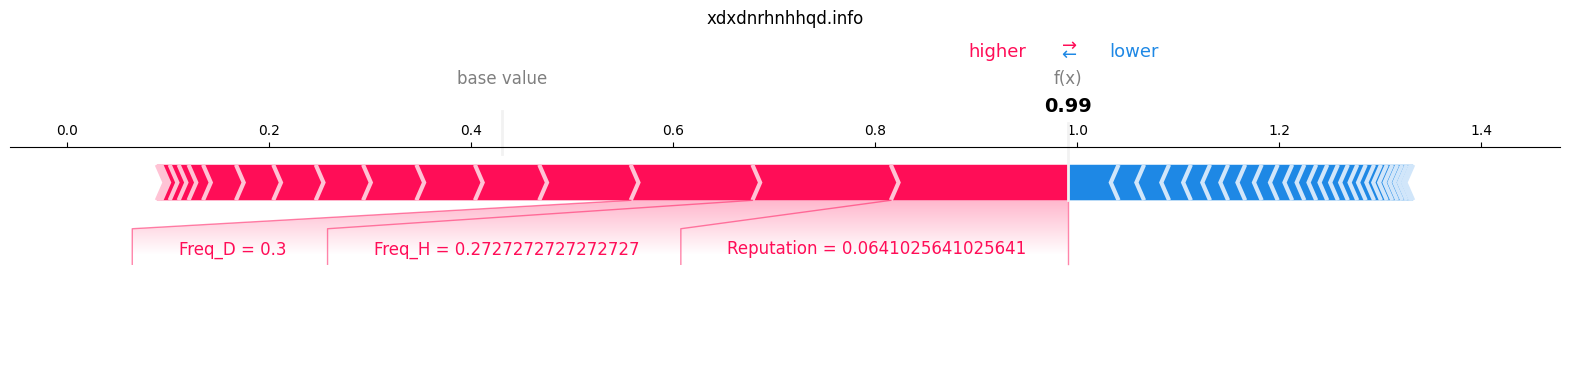 xdxdnrhnhhqd.info
higher ⇄ lower
base value f(x)
0.99
0.0 0.2 0.4 0.6 0.8 1.0 1.2 1.4
Freq_D = 0.3 Freq_H = 0.2727272727272727 Reputation = 0.0641025641025641